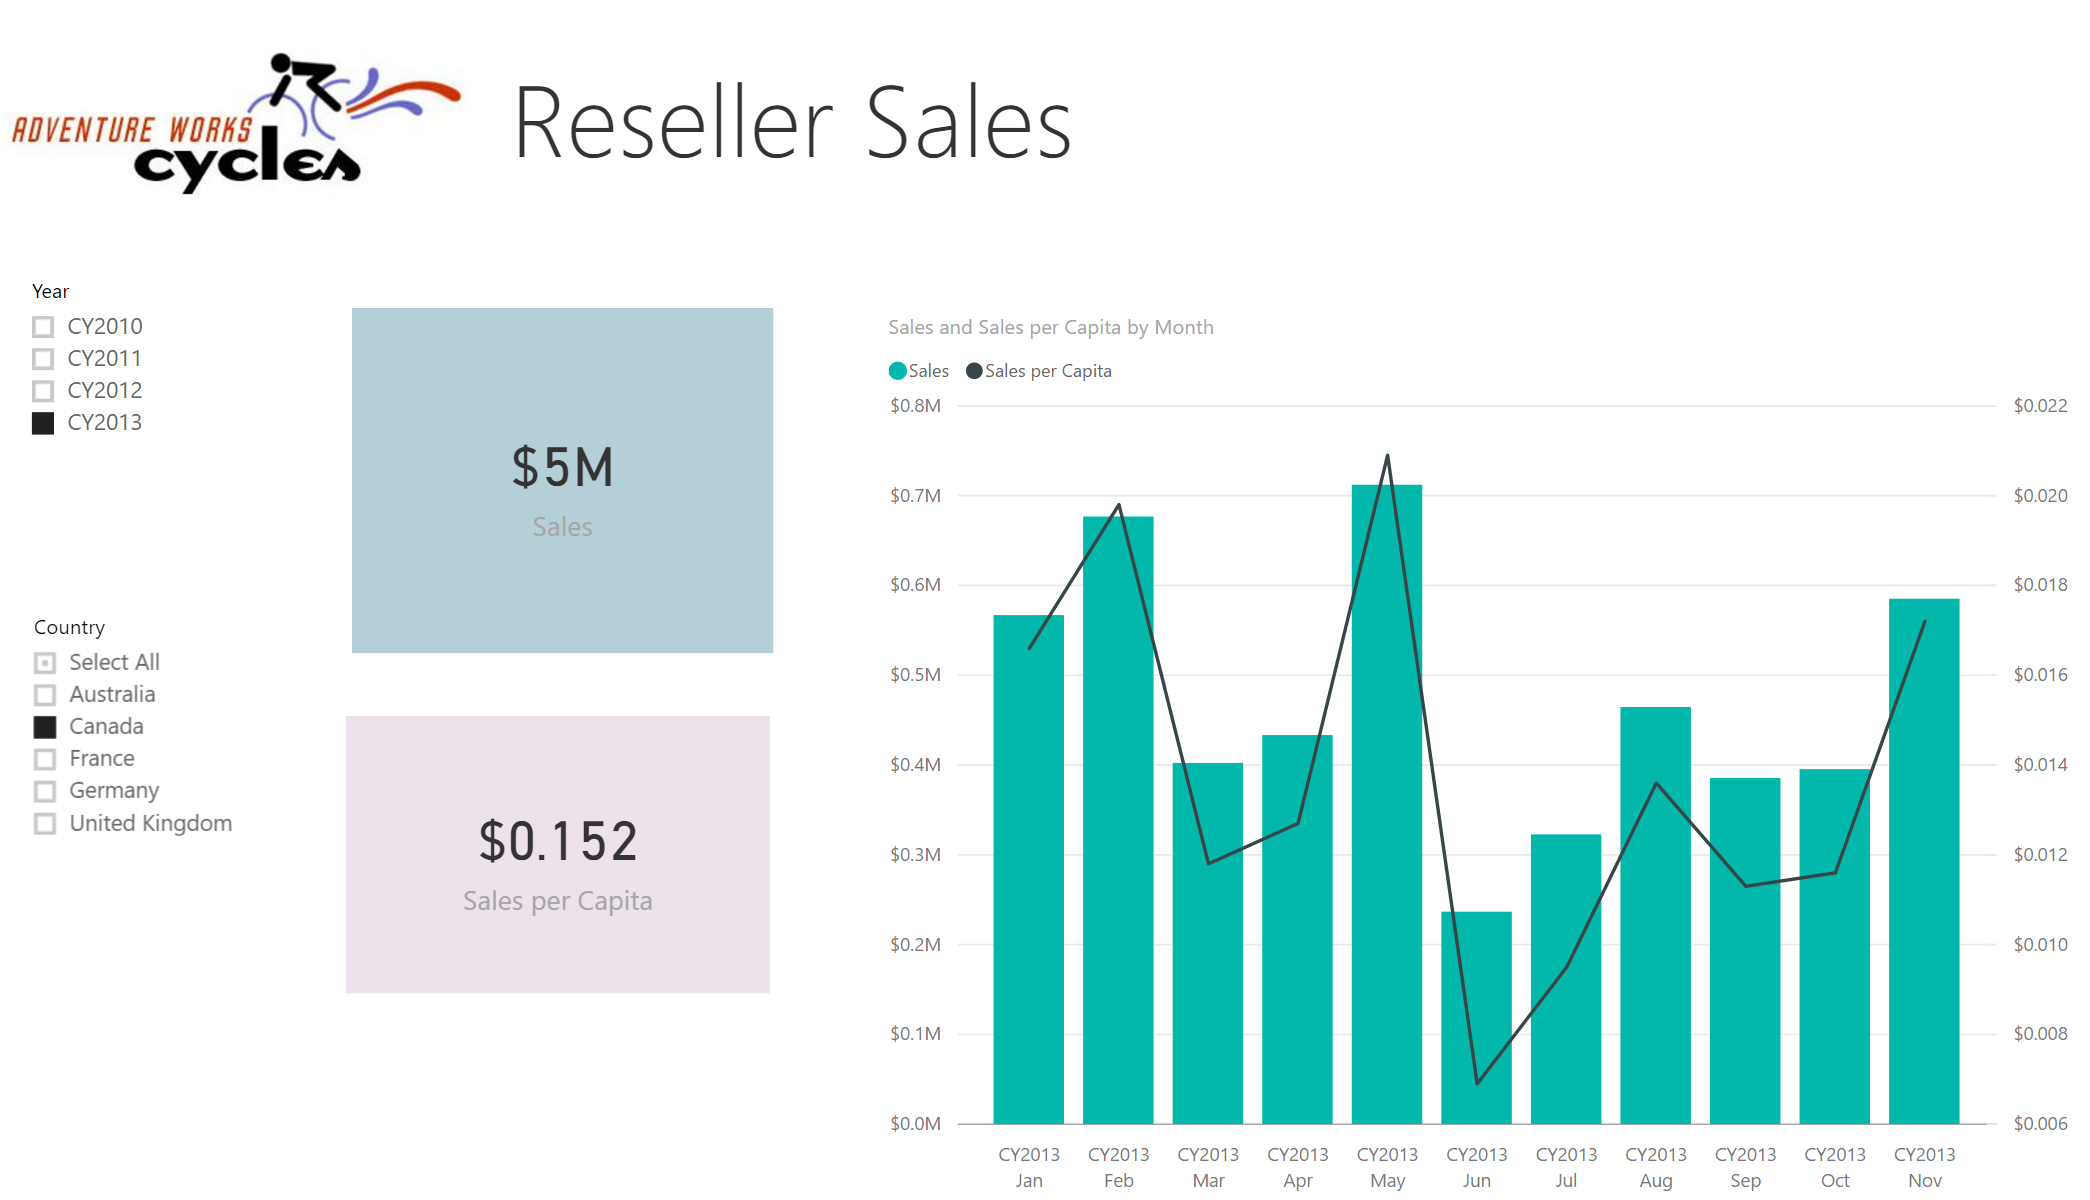 ADVENTURE WORKS
cycles
Reseller Sales
Year
CY2010
CY2011
CY2012
CY2013
Country
Select All
Australia
Canada
France
Germany
United Kingdom
$5M
Sales
$0.152
Sales per Capita
Sales and Sales per Capita by Month
Sales Sales per Capita
$0.8M $0.022
$0.7M $0.020
$0.6M $0.018
$0.5M $0.016
$0.4M $0.014
$0.3M $0.012
$0.2M $0.010
$0.1M $0.008
$0.0M $0.006
CY2013 CY2013 CY2013 CY2013 CY2013 CY2013 CY2013 CY2013 CY2013 CY2013 CY2013
Jan Feb Mar Apr May Jun Jul Aug Sep Oct Nov